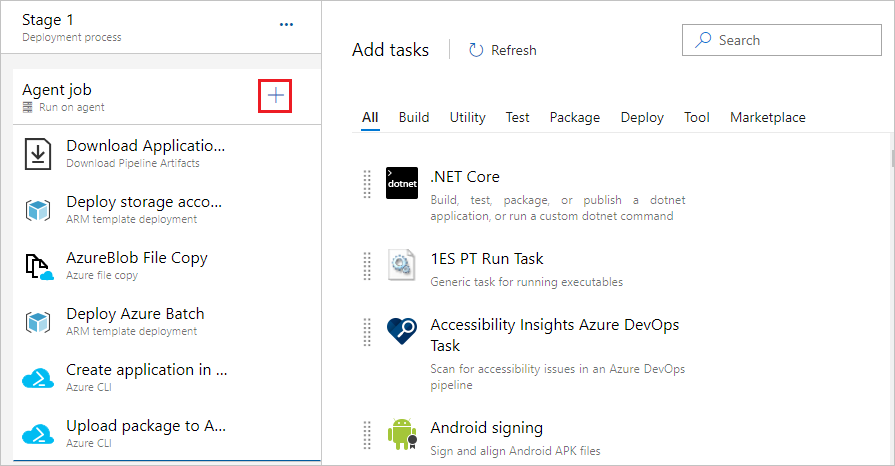 Stage 1
...
Deployment process
Agent job
Run on agent
Download Applicatio...
Download Pipeline Artifacts
Deploy storage acco...
ARM template deployment
AzureBlob File Copy
Azure file copy
Deploy Azure Batch
ARM template deployment
Create application in ...
Azure CLI
Upload package to A...
Azure CLI
Add tasks
Refresh
Search
All Build Utility Test Package Deploy Tool Marketplace
dotnet
.NET Core
Build, test, package, or publish a dotnet
application, or run a custom dotnet command
1ES PT Run Task
Generic task for running executables
Accessibility Insights Azure DevOps
Task
Scan for accessibility issues in an Azure DevOps
pipeline
Android signing
Sign and align Android APK files